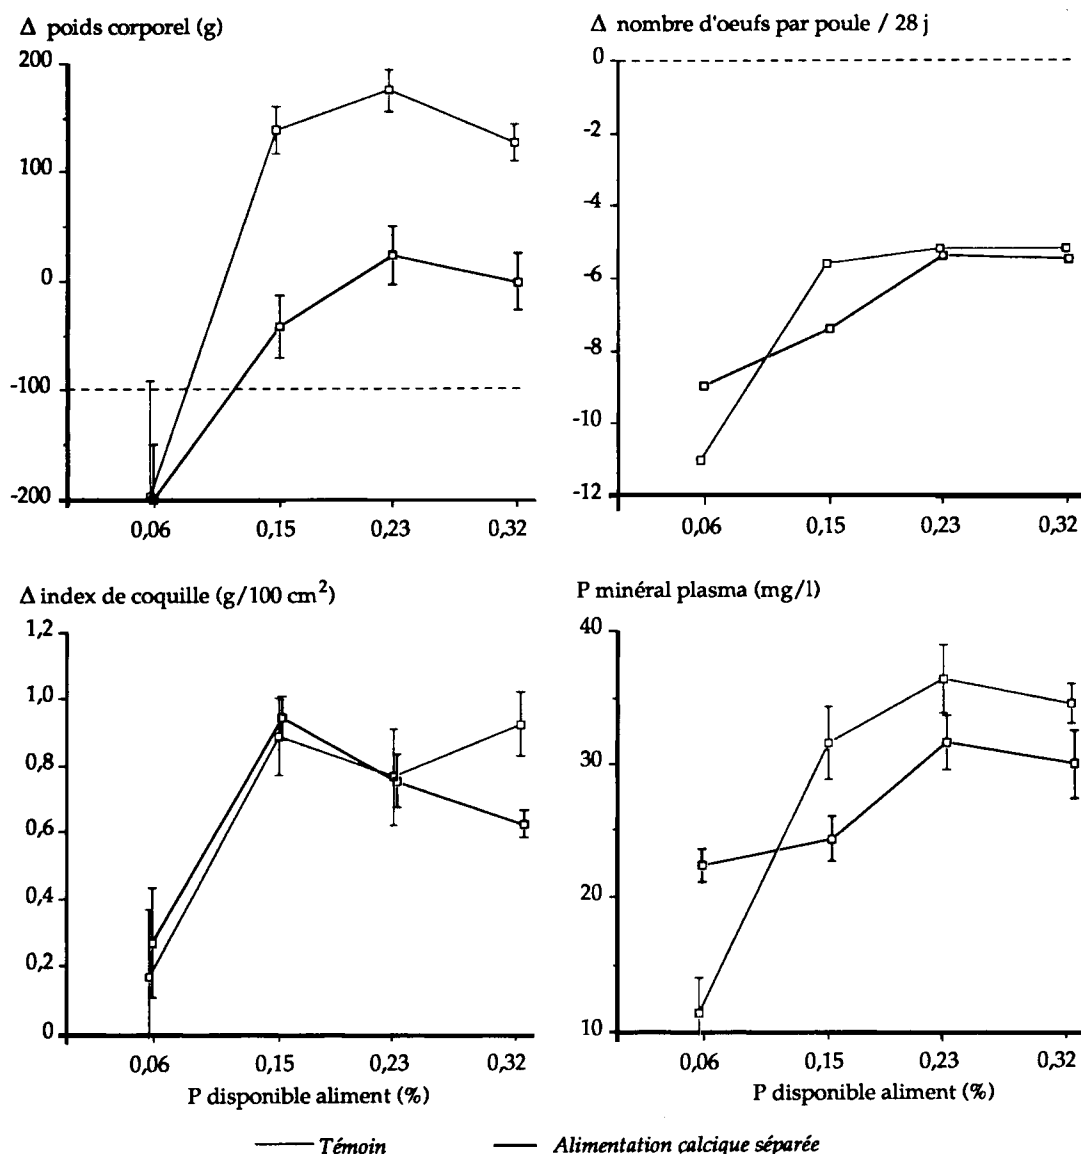 Δ poids corporel (g)
200
100
0
-100
-200
0,06 0,15 0,23 0,32
Δ nombre d'oeufs par poule / 28 j
0
-2
-4
-6
-8
-10
-12
0,06 0,15 0,23 0,32
Δ index de coquille (g/100 cm²)
1,2
1,0
0,8
0,6
0,4
0,2
0
0,06 0,15 0,23 0,32
P disponible aliment (%)
P minéral plasma (mg/l)
40
30
20
10
0,06 0,15 0,23 0,32
P disponible aliment (%)
Témoin Alimentation calcique séparée